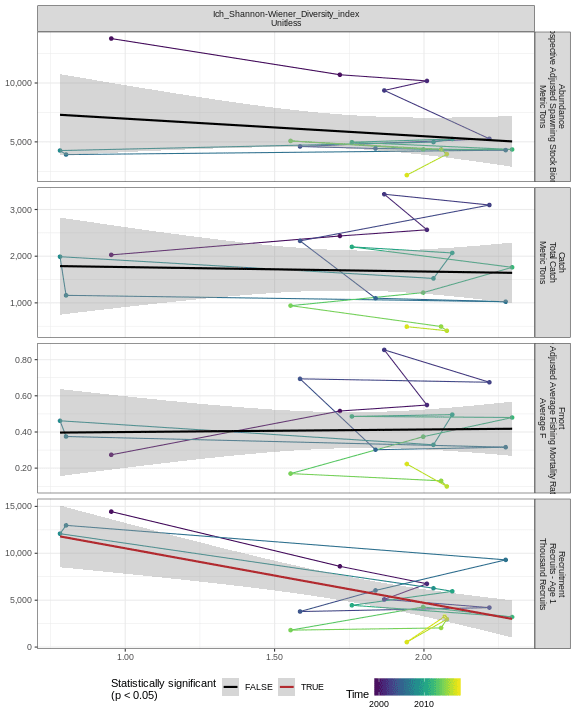 Ich_Shannon-Wiener_Diversity_index
Unitless
10,000
5,000
Abundance
Adjusted Spawning Stock
Metric Tons
3,000
2,000
1,000
Catch
Total Catch
Metric Tons
0.80
0.60
0.40
0.20
Fmort
Adjusted Average Fishing Mortality
Average F
15,000
10,000
5,000
0
Recruitment
Recruits - Age 1
Thousand Recruits
1.00
1.50
2.00
Statistically significant
(p < 0.05)
FALSE
TRUE
Time
2000
2010